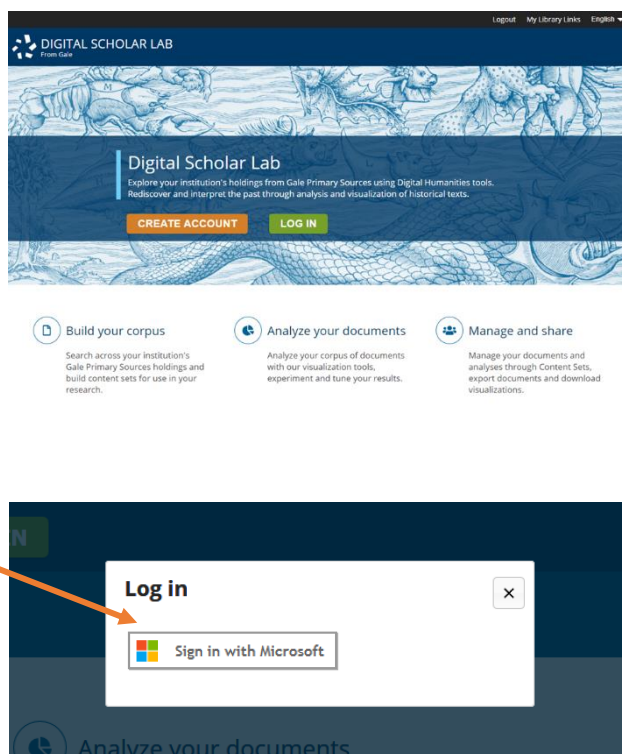 Logout My Library Links English
DIGITAL SCHOLAR LAB
From Gale
M
Digital Scholar Lab
Explore your institution's holdings from Gale Primary Sources using Digital Humanities tools.
Rediscover and interpret the past through analysis and visualization of historical texts.
CREATE ACCOUNT LOG IN
Build your corpus
Search across your institution's
Gale Primary Sources holdings and
build content sets for use in your
research.
Analyze your documents
Analyze your corpus of documents
with our visualization tools,
experiment and tune your results.
Manage and share
Manage your documents and
analyses through Content Sets,
export documents and download
visualizations.
N
Log in
×
Sign in with Microsoft
Analyze your documents